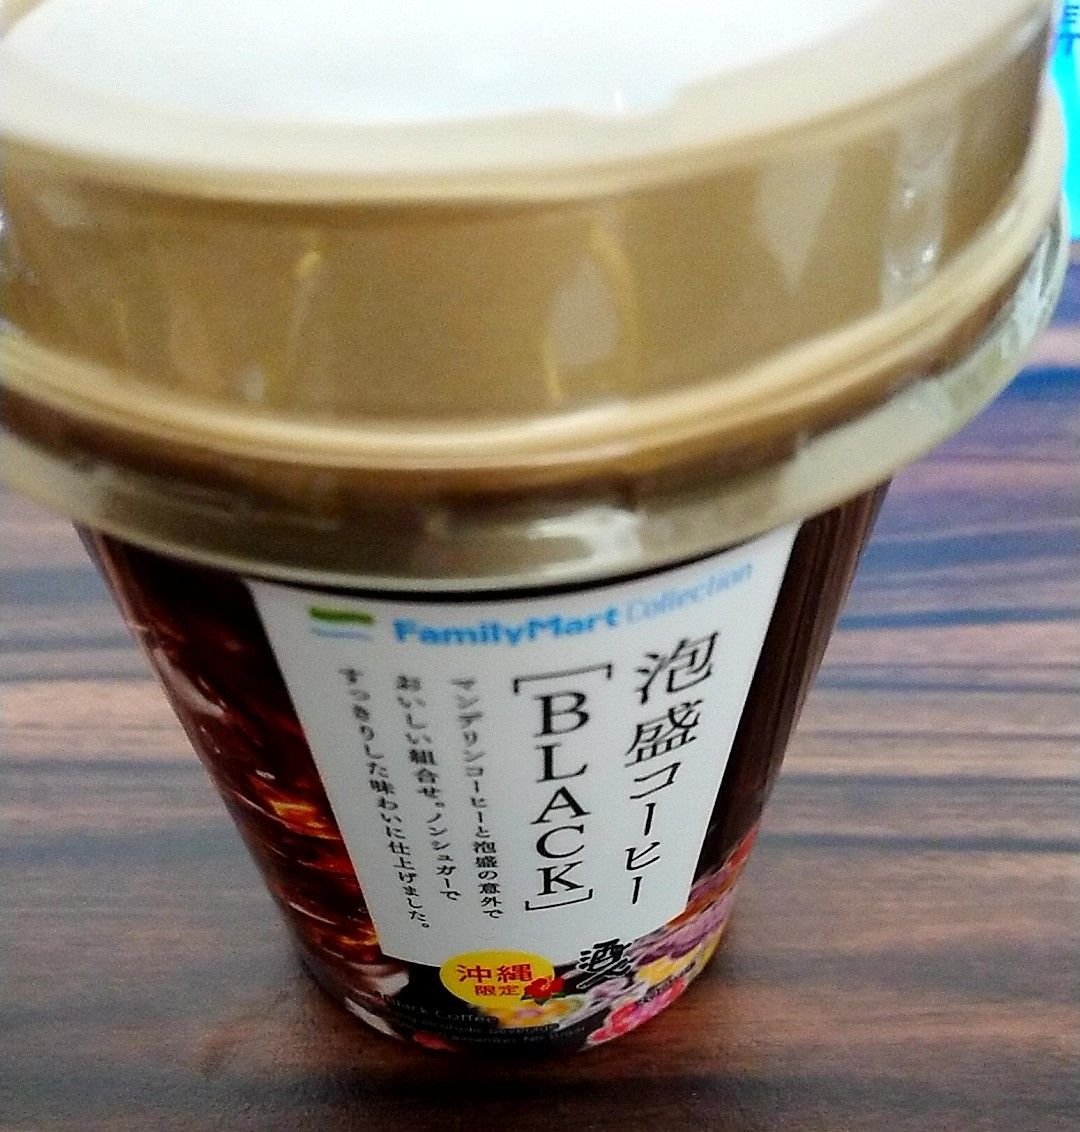 FamilyMart Collection
泡盛コーヒー
[BLACK]
マンデリンコーヒーと泡盛の意外で
おいしい組合せ。ノンシュガーで
すっきりした味わいに仕上げました。
沖縄
限定
酒